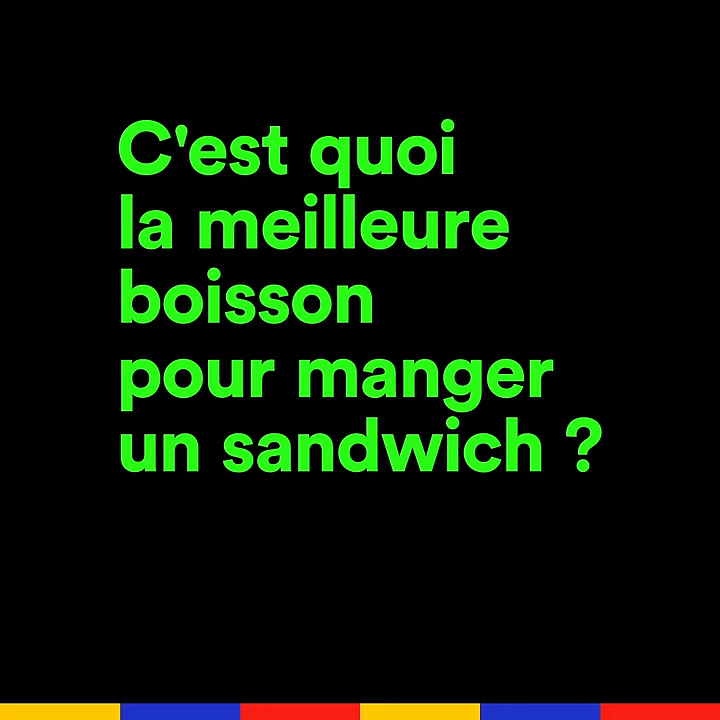 C'est quoi
la meilleure
boisson
pour manger
un sandwich ?